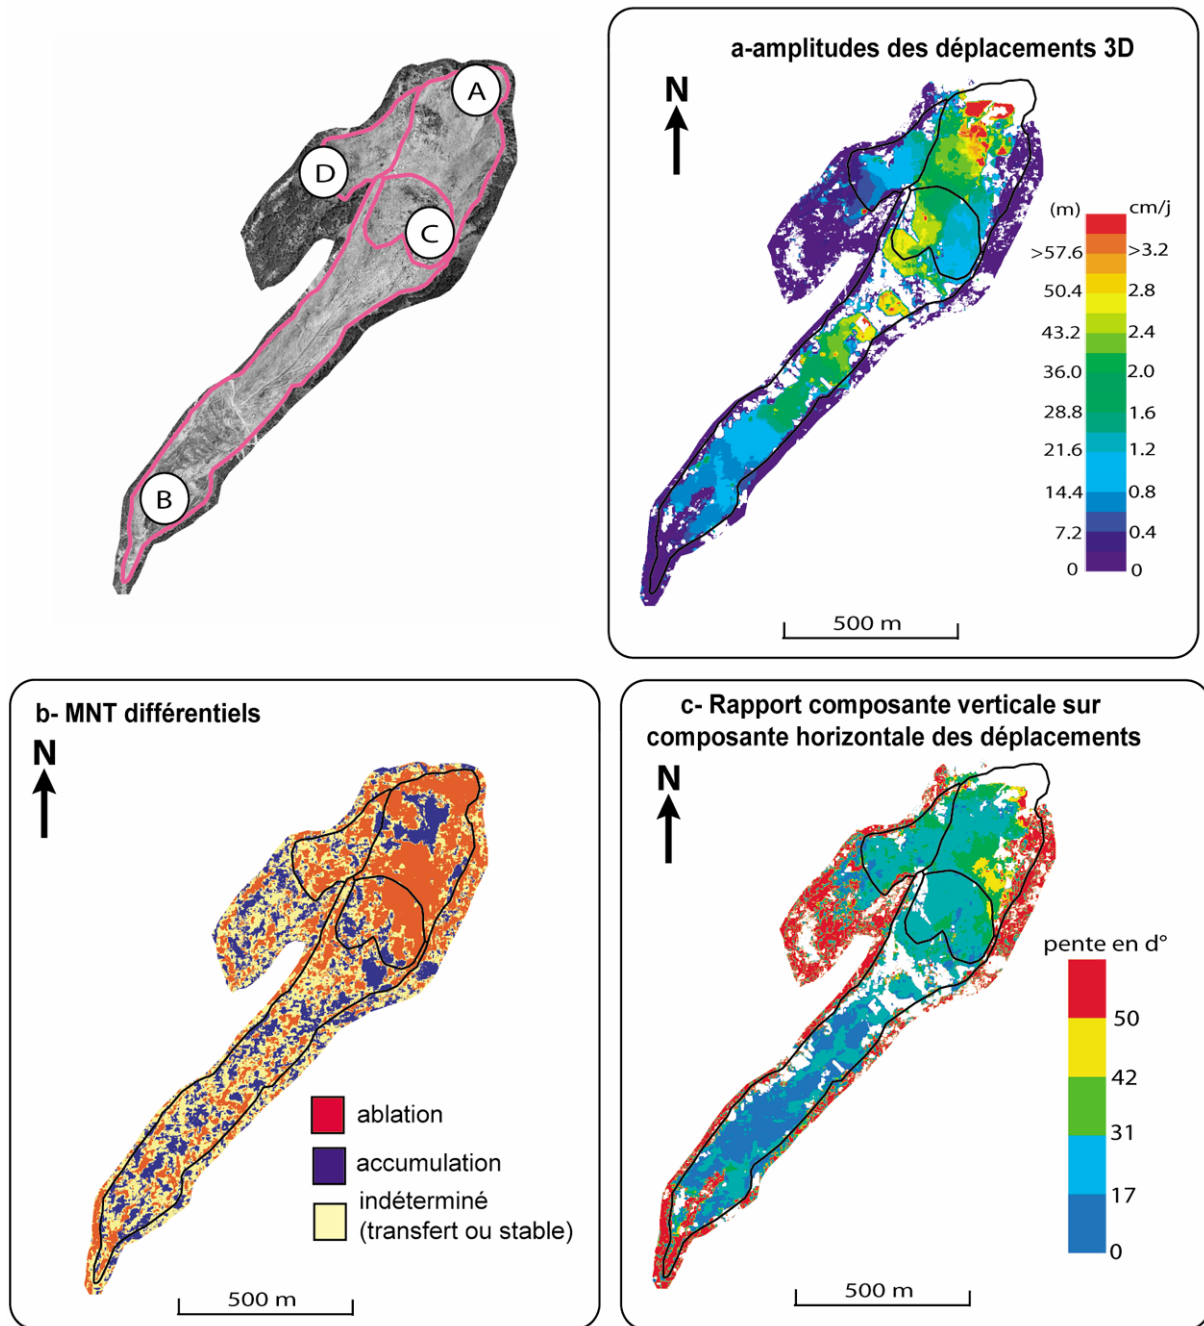 A
D
C
B
a-amplitudes des déplacements 3D
N
(m)
cm/j
>57.6
>3.2
50.4
2.8
43.2
2.4
36.0
2.0
28.8
1.6
21.6
1.2
14.4
0.8
7.2
0.4
0
0
500 m
b- MNT différentiels
N
ablation
accumulation
indéterminé
(transfert ou stable)
500 m
c- Rapport composante verticale sur
composante horizontale des déplacements
N
pente en d°
50
42
31
17
0
500 m